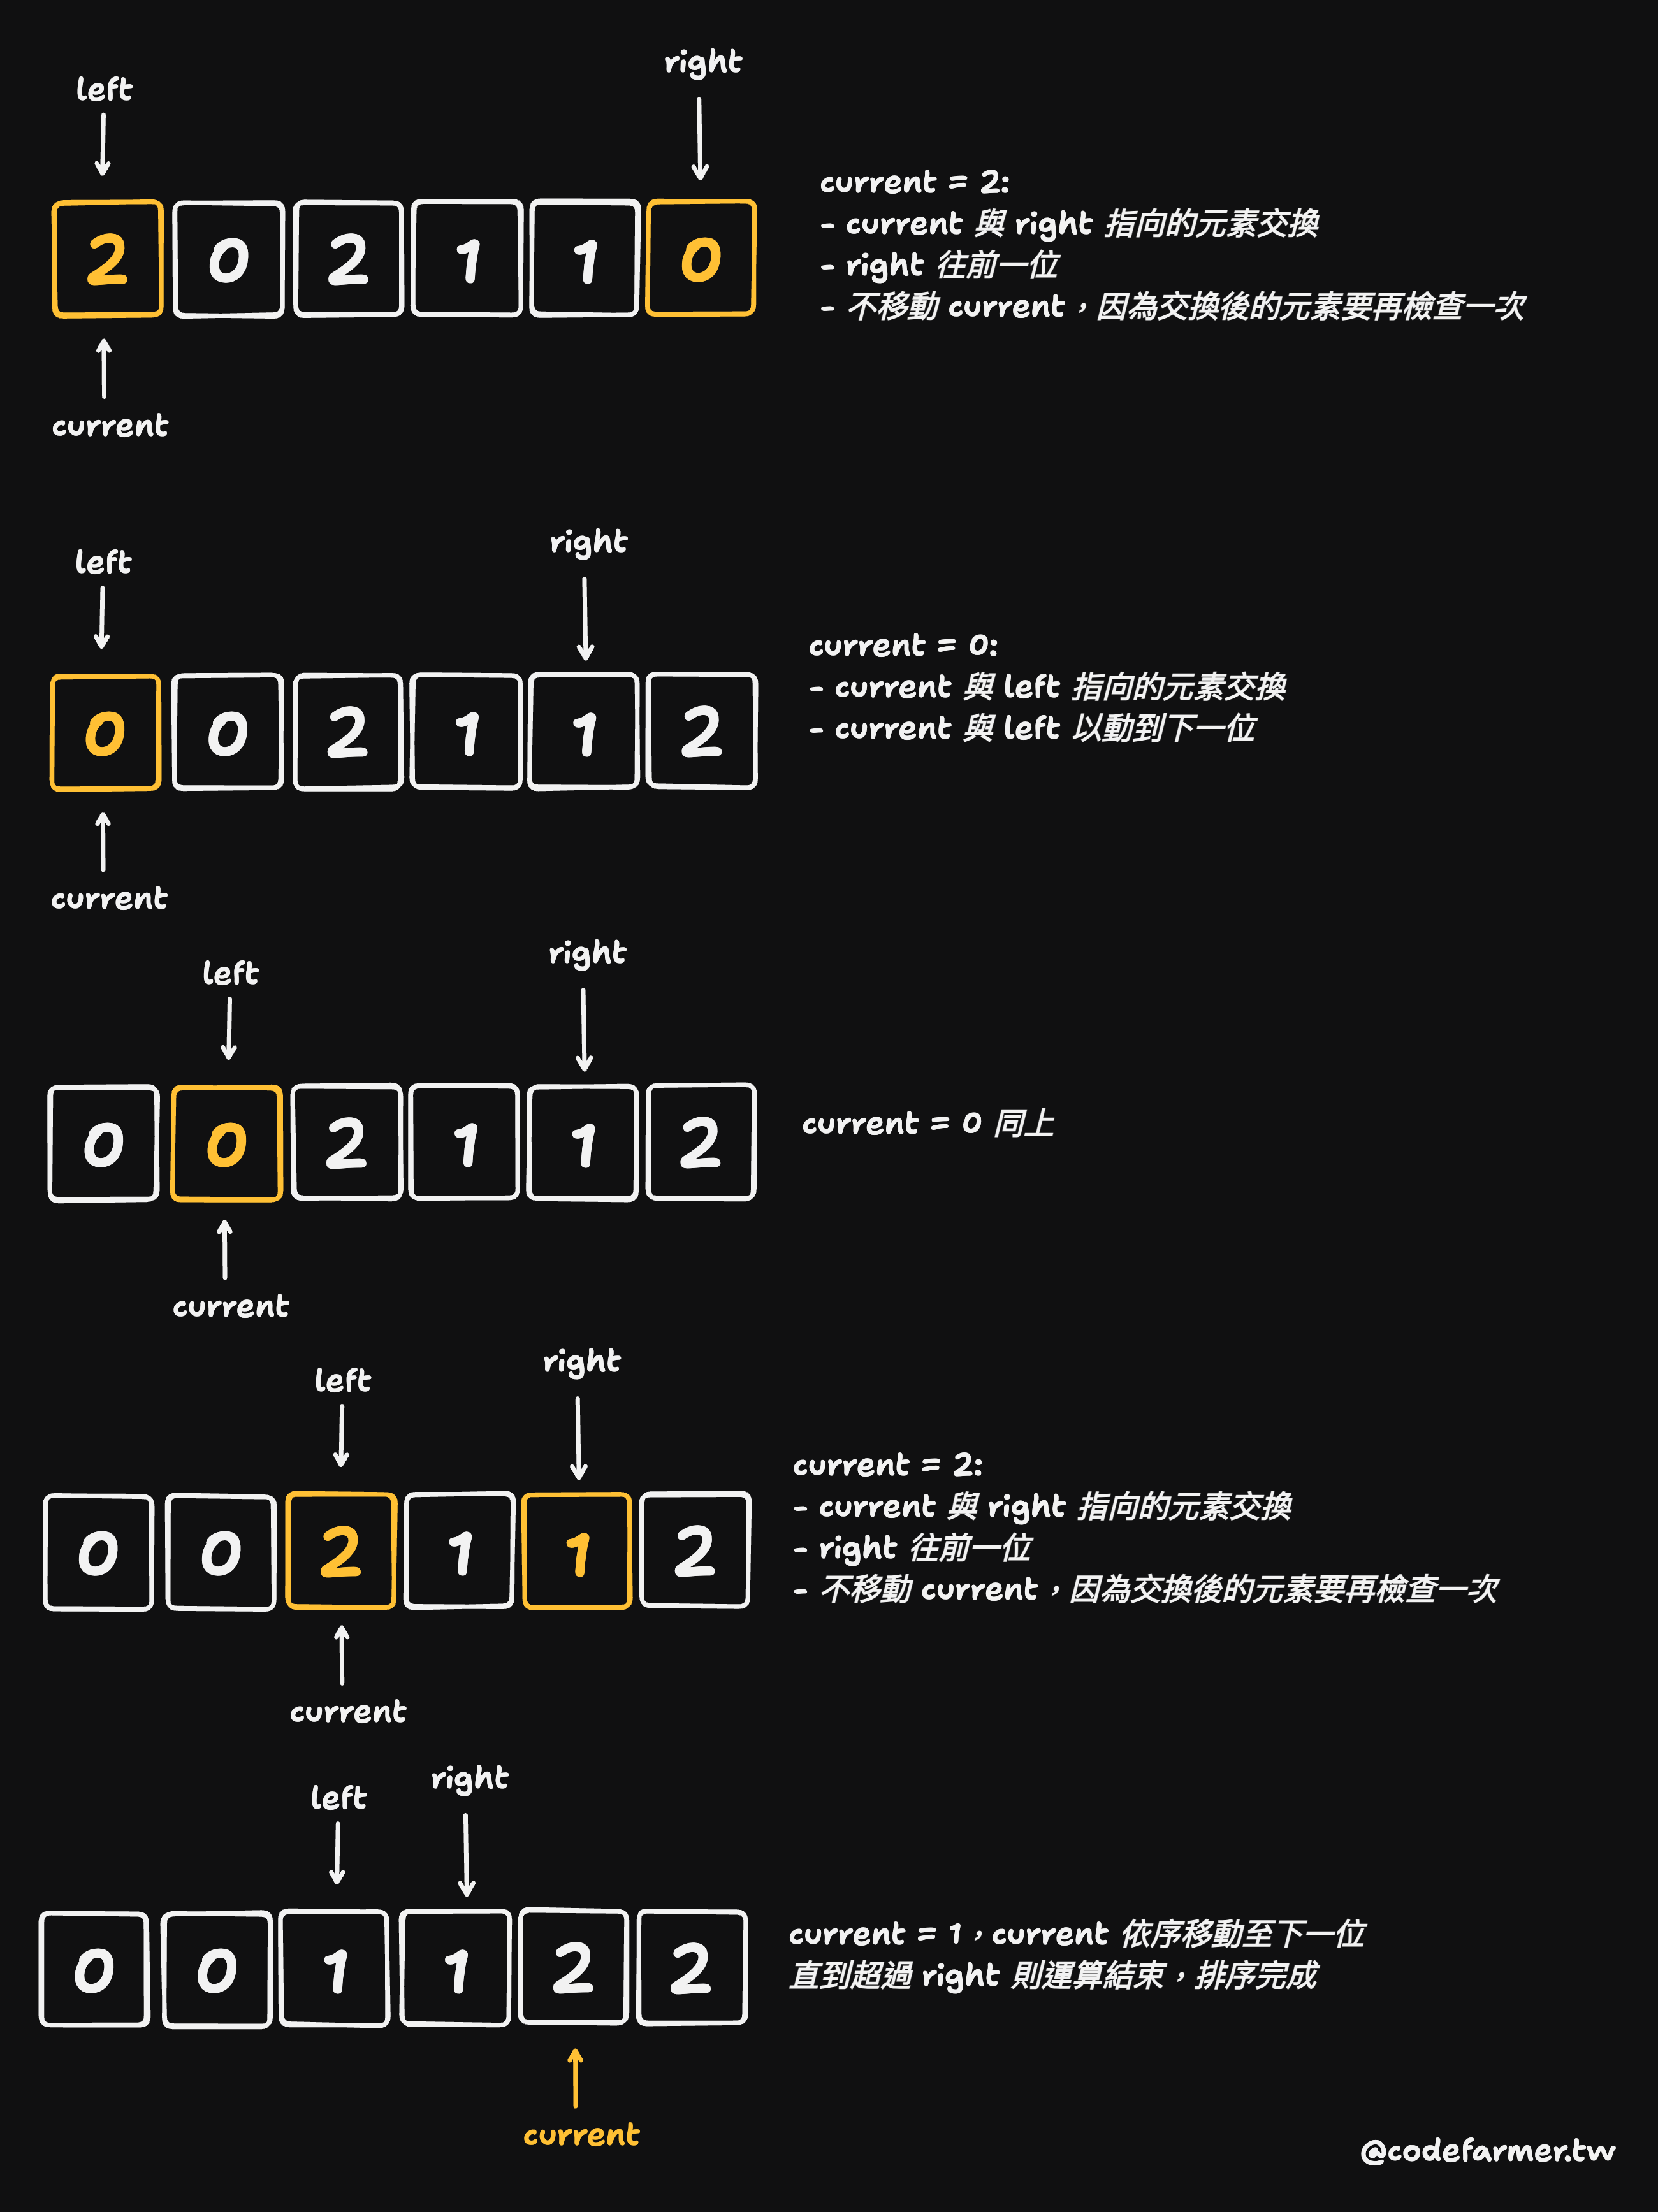 left
right
2 0 2 1 1 0
current
current = 2:
- current 與 right 指向的元素交換
- right 往前一位
- 不移動 current，因為交換後的元素要再檢查一次
left
right
0 0 2 1 1 2
current
current = 0:
- current 與 left 指向的元素交換
- current 與 left 以動到下一位
left
right
0 0 2 1 1 2
current
current = 0 同上
left
right
0 0 2 1 1 2
current
current = 2:
- current 與 right 指向的元素交換
- right 往前一位
- 不移動 current，因為交換後的元素要再檢查一次
left
right
0 0 1 1 2 2
current
current = 1，current 依序移動至下一位
直到超過 right 則運算結束，排序完成
@codefarmer.tw